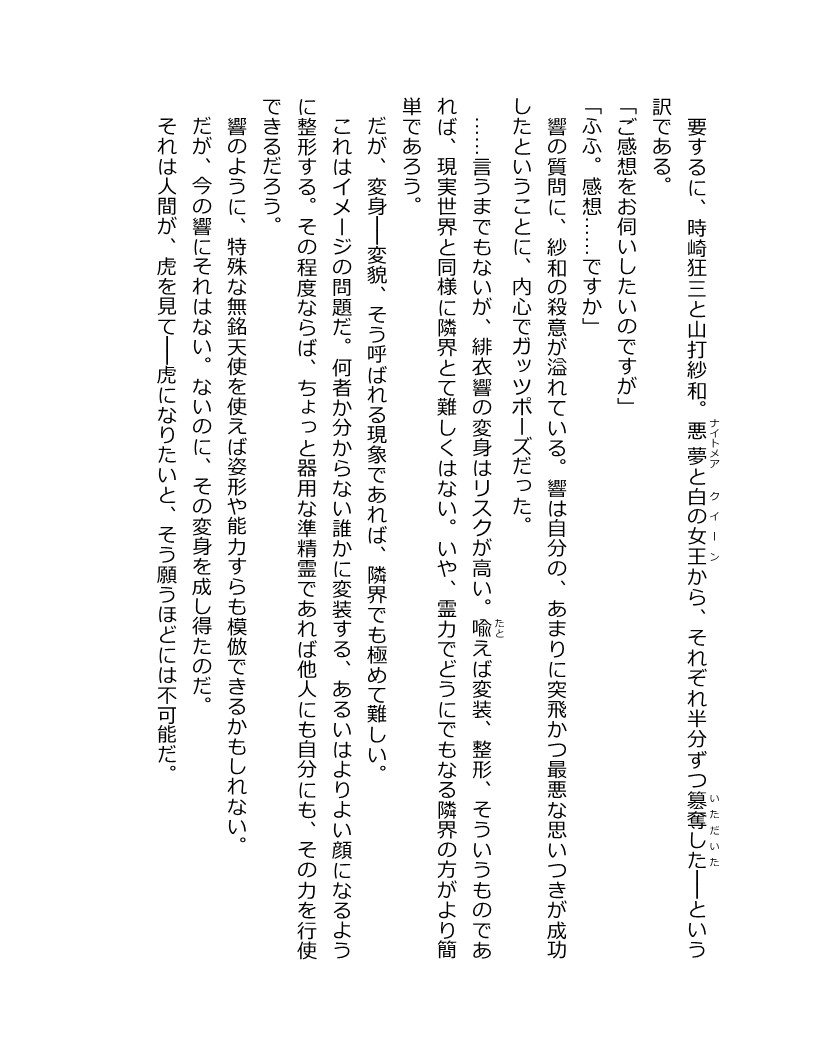 要するに、時崎狂三と山打紗和。悪夢と白の女王から、それぞれ半分ずつ簒奪した――という
ナイトメア
クイーン
いただいた
訳である。
「ご感想をお伺いしたいのですが」
「ふふ。感想……ですか」
響の質問に、紗和の殺意が溢れている。響は自分の、あまりに突飛かつ最悪な思いつきが成功
したということに、内心でガッツポーズだった。
……言うまでもないが、緋衣響の変身はリスクが高い。喩えば変装、整形、そういうものであ
たと
れば、現実世界と同様に隣界とて難しくはない。いや、霊力でどうにでもなる隣界の方がより簡
単であろう。
だが、変身――変貌、そう呼ばれる現象であれば、隣界でも極めて難しい。
これはイメージの問題だ。何者か分からない誰かに変装する、あるいはよりよい顔になるよう
に整形する。その程度ならば、ちょっと器用な準精霊であれば他人にも自分にも、その力を行使
できるだろう。
響のように、特殊な無銘天使を使えば姿形や能力すらも模倣できるかもしれない。
だが、今の響にそれはない。ないのに、その変身を成し得たのだ。
それは人間が、虎を見て――虎になりたいと、そう願うほどには不可能だ。